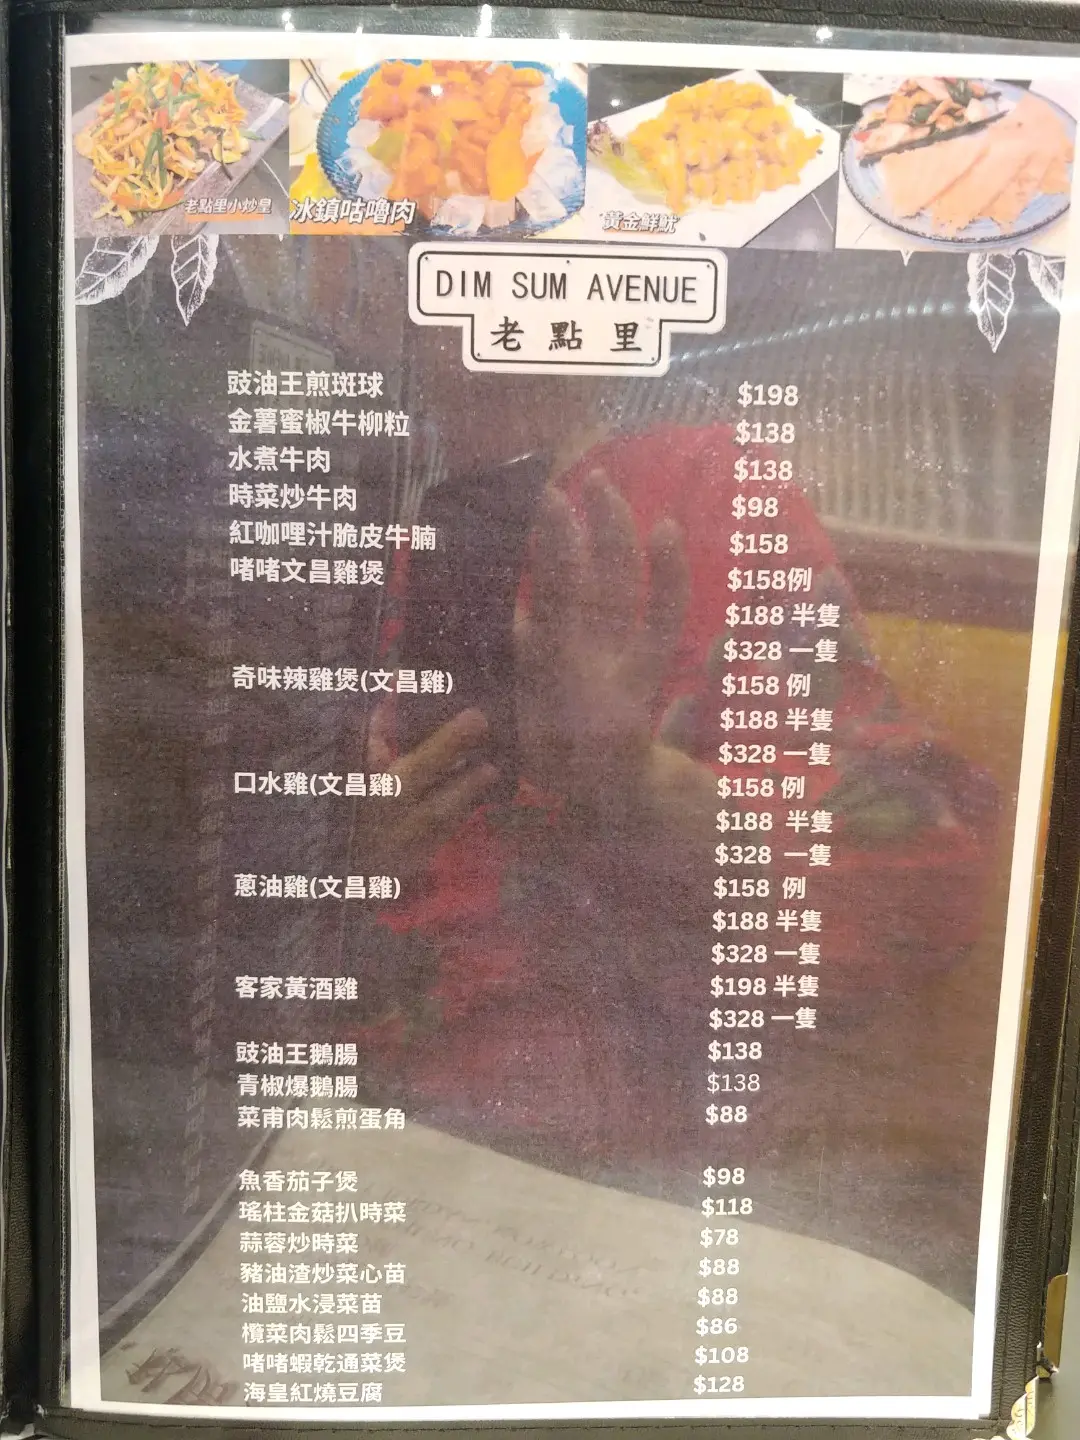 老點里小炒皇
冰鎮咕嚕肉
黃金鮮魷
DIM SUM AVENUE
老點里
豉油王煎斑球 $198
金薯蜜椒牛柳粒 $138
水煮牛肉 $138
時菜炒牛肉 $98
紅咖哩汁脆皮牛腩 $158
啫啫文昌雞煲 $158例
$188 半隻
$328 一隻
奇味辣雞煲(文昌雞) $158 例
$188 半隻
$328 一隻
口水雞(文昌雞) $158 例
$188 半隻
$328 一隻
蔥油雞(文昌雞) $158 例
$188 半隻
$328 一隻
客家黃酒雞 $198 半隻
$328 一隻
豉油王鵝腸 $138
青椒爆鵝腸 $138
菜甫肉鬆煎蛋角 $88
魚香茄子煲 $98
瑤柱金菇扒時菜 $118
蒜蓉炒時菜 $78
豬油渣炒菜心苗 $88
油鹽水浸菜苗 $88
欖菜肉鬆四季豆 $86
啫啫蝦乾通菜煲 $108
海皇紅燒豆腐 $128